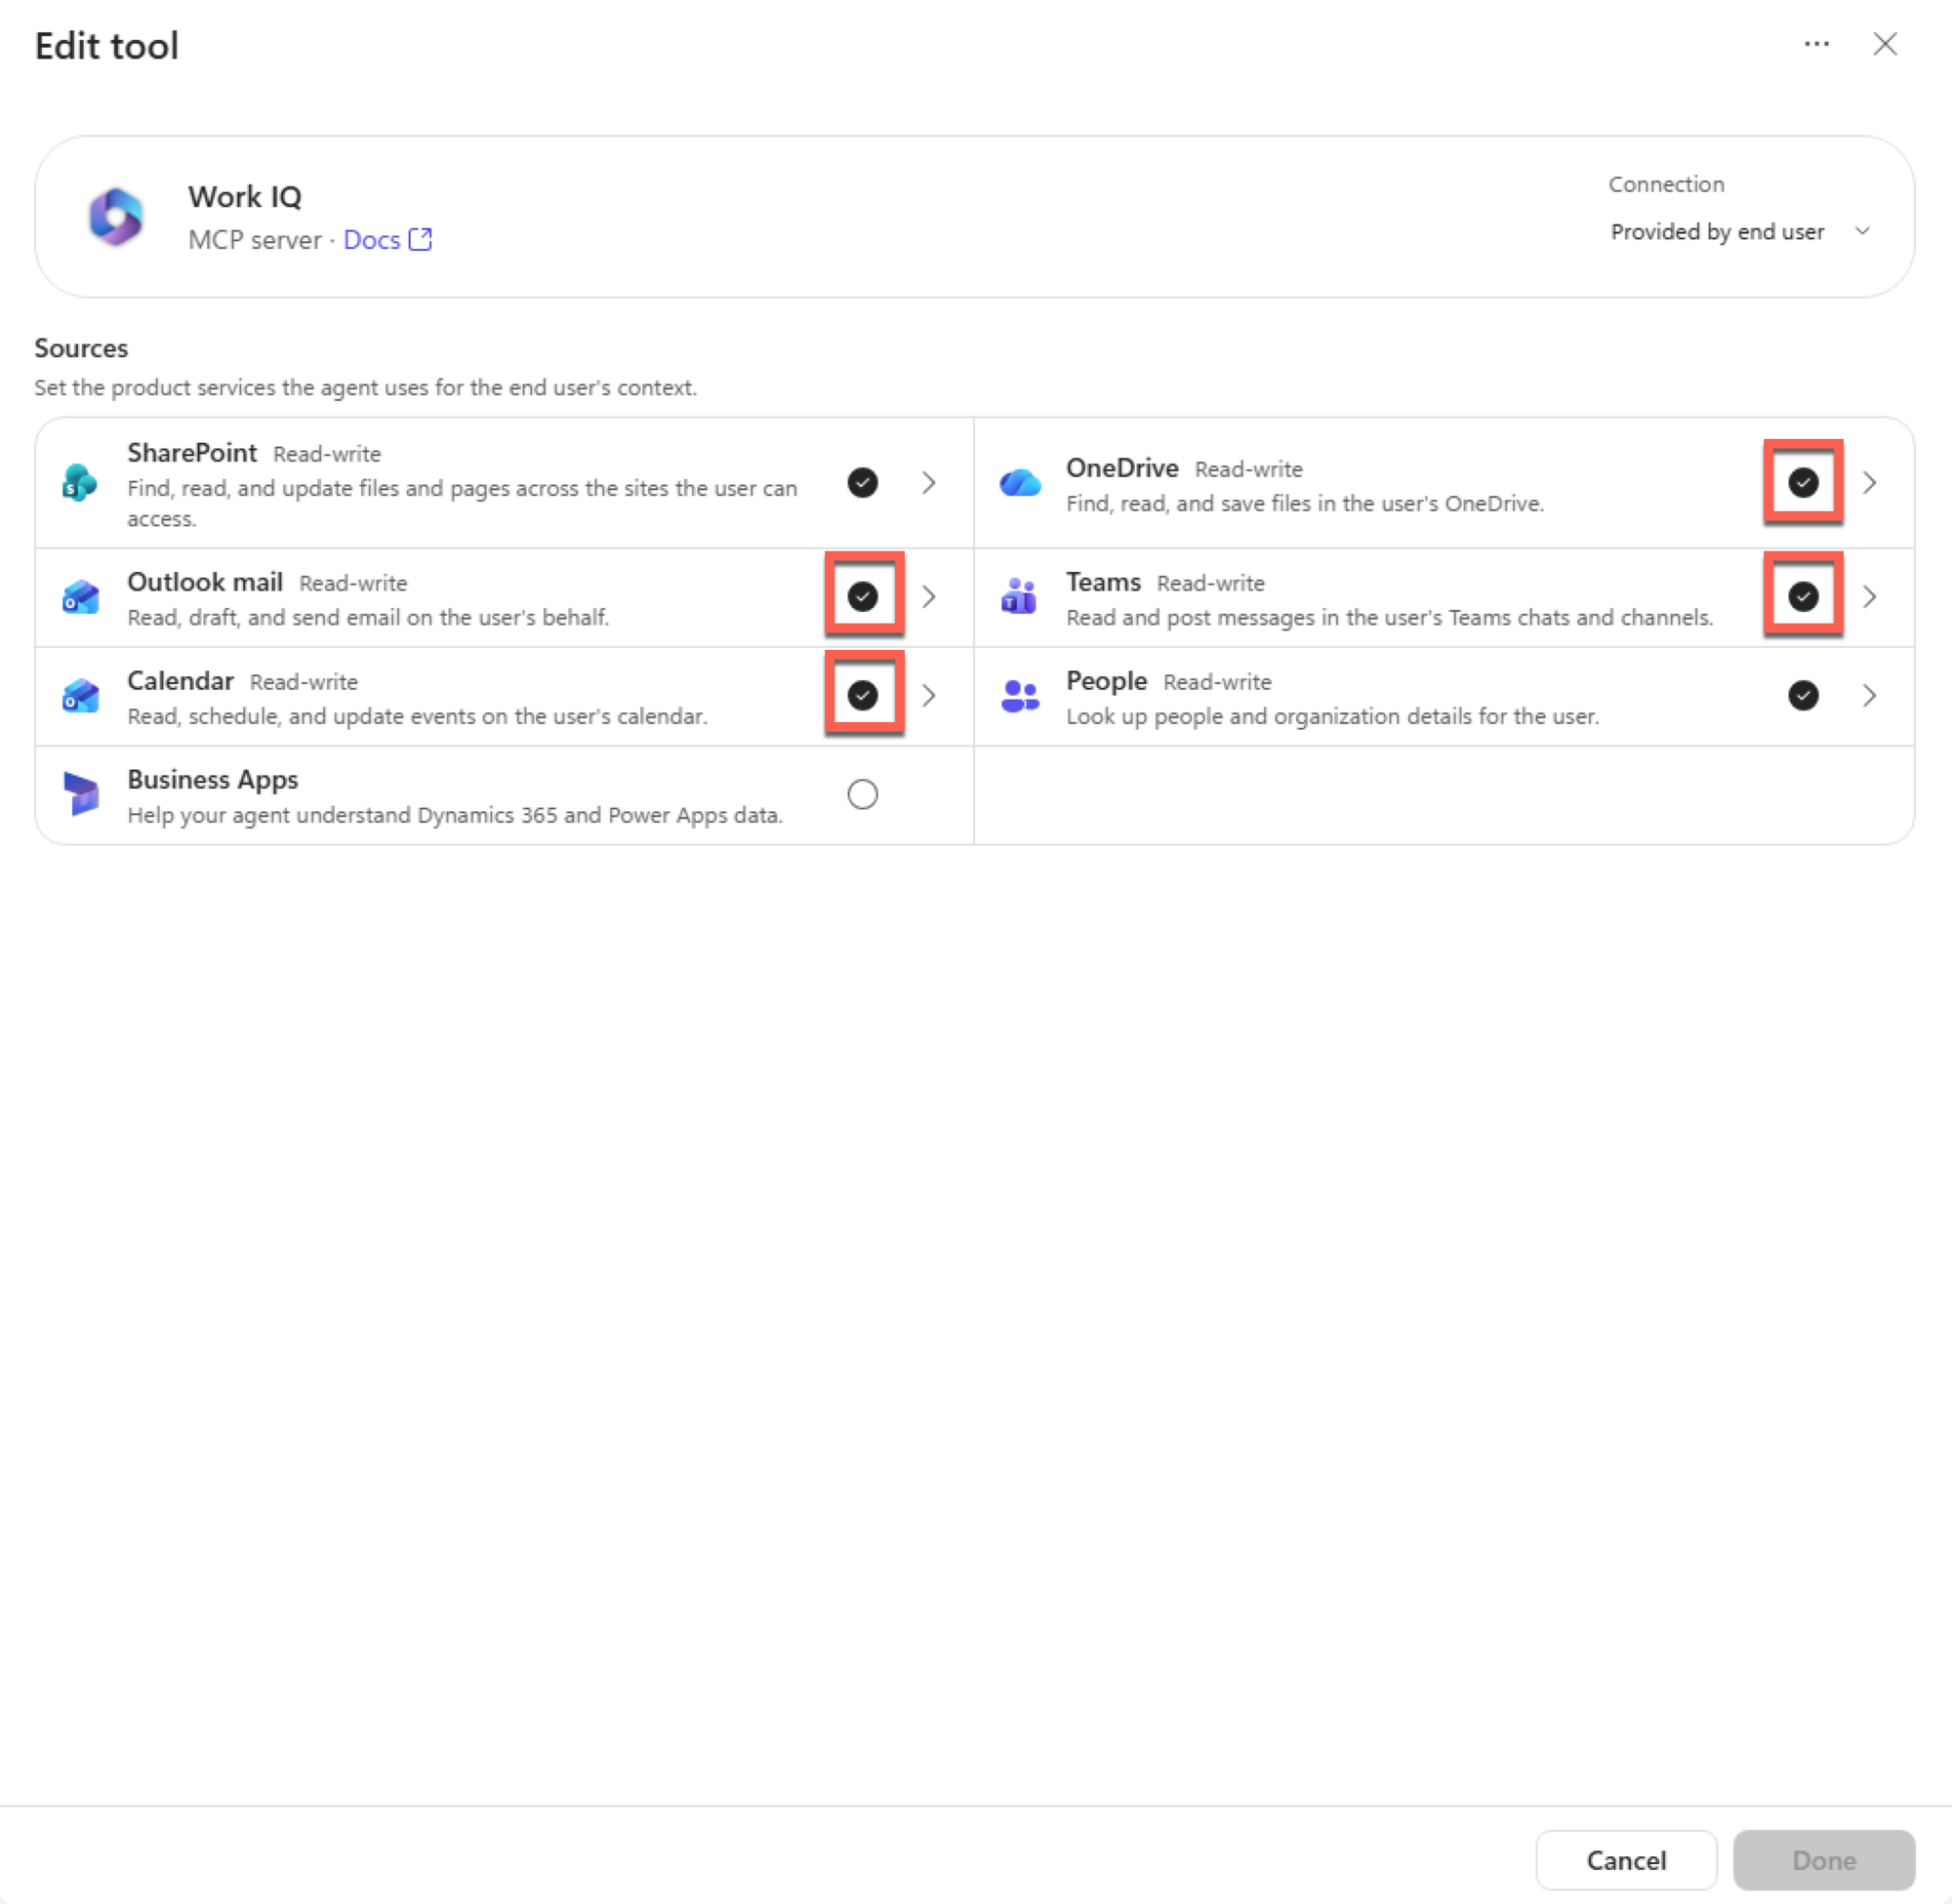 Edit tool
Work IQ
MCP server · Docs
Connection
Provided by end user
Sources
Set the product services the agent uses for the end user's context.
SharePoint Read-write
Find, read, and update files and pages across the sites the user can
access.
OneDrive Read-write
Find, read, and save files in the user's OneDrive.
Outlook mail Read-write
Read, draft, and send email on the user's behalf.
Teams Read-write
Read and post messages in the user's Teams chats and channels.
Calendar Read-write
Read, schedule, and update events on the user's calendar.
People Read-write
Look up people and organization details for the user.
Business Apps
Help your agent understand Dynamics 365 and Power Apps data.
Cancel
Done